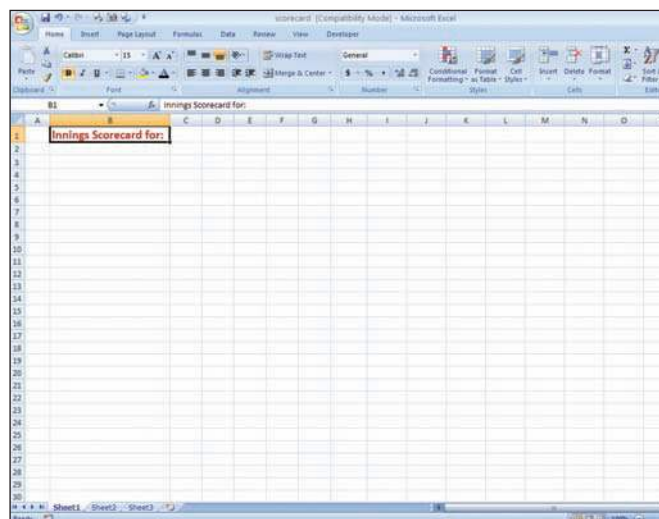 scorecard [Compatibility Mode] - Microsoft Excel
Home Insert Page Layout Formulas Data Review View Developer
Paste
Calibri 15 A A
B I U A
Wrap Text
Merge & Center
General
$ % ,
Conditional Formatting
Format as Table
Cell Styles
Insert Delete Format
Σ
Sort
Filter
Clipboard Font Alignment Number Styles Cells
B1 fx Innings Scorecard for:
A B C D E F G H I J K L M N O
1 Innings Scorecard for:
2
3
4
5
6
7
8
9
10
11
12
13
14
15
16
17
18
19
20
21
22
23
24
25
26
27
28
29
30
Sheet1 Sheet2 Sheet3